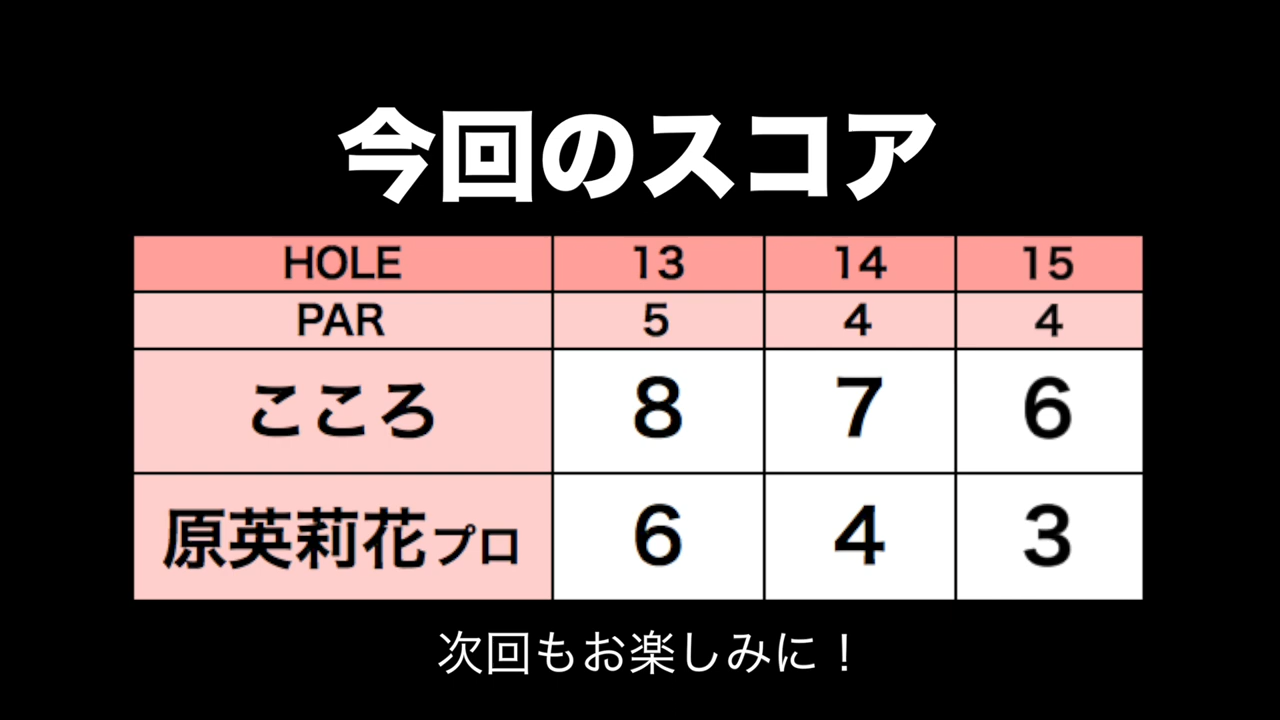 今回のスコア
HOLE 13 14 15
PAR 5 4 4
こころ 8 7 6
原英莉花プロ 6 4 3
次回もお楽しみに！